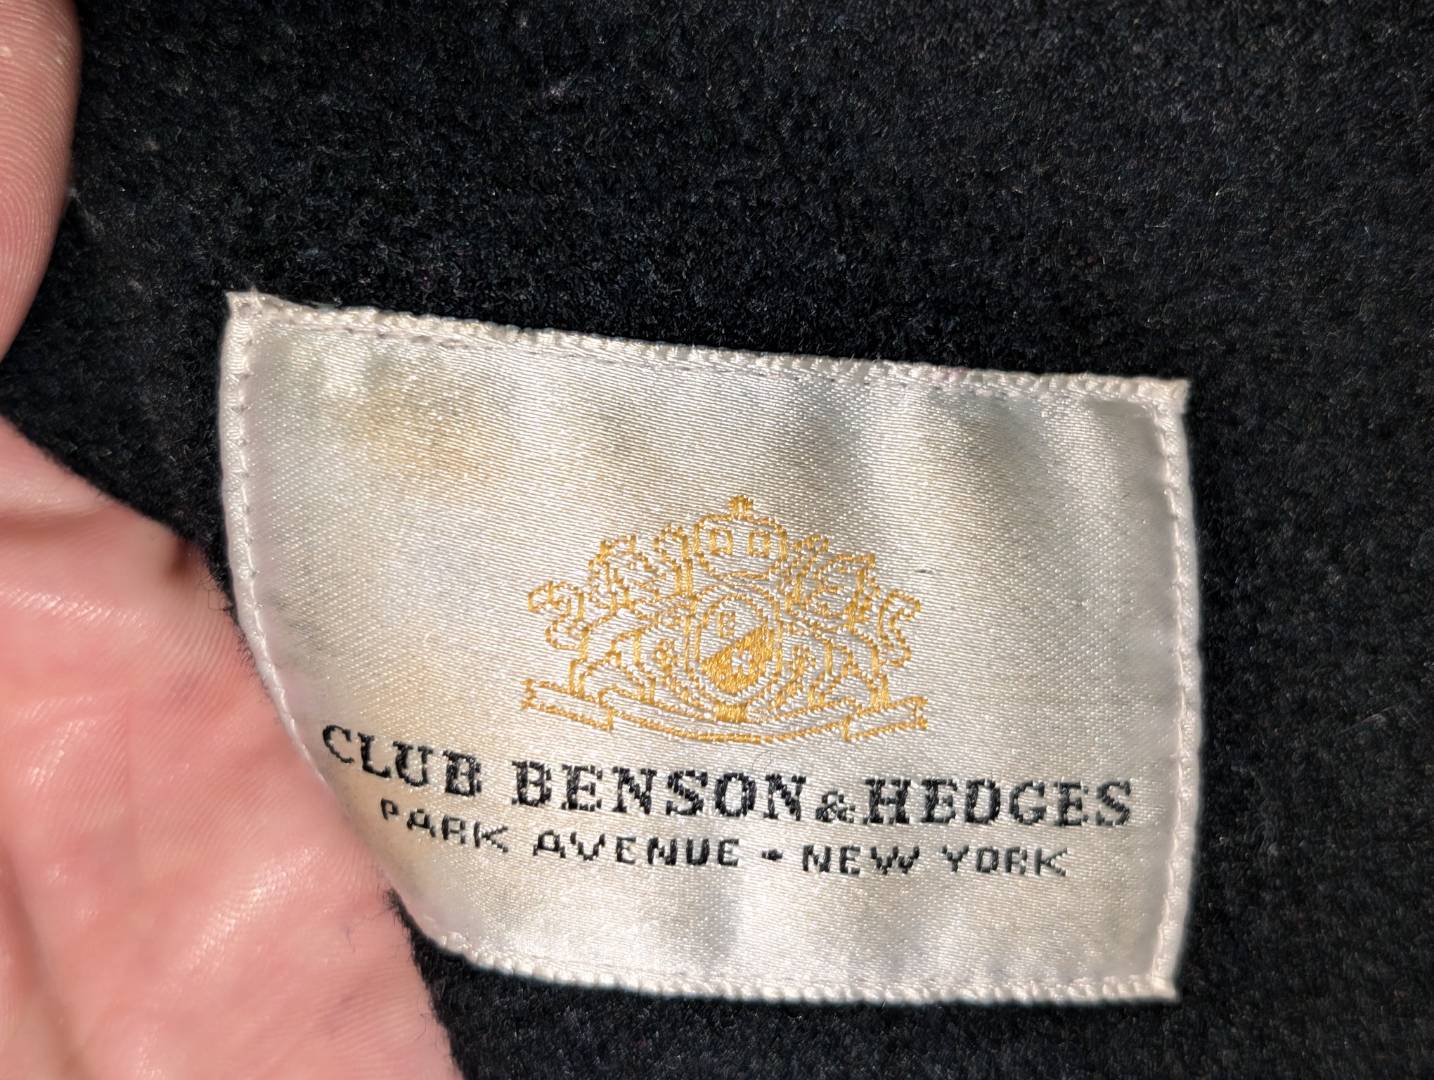 CLUB BENSON & HEDGES
PARK AVENUE - NEW YORK